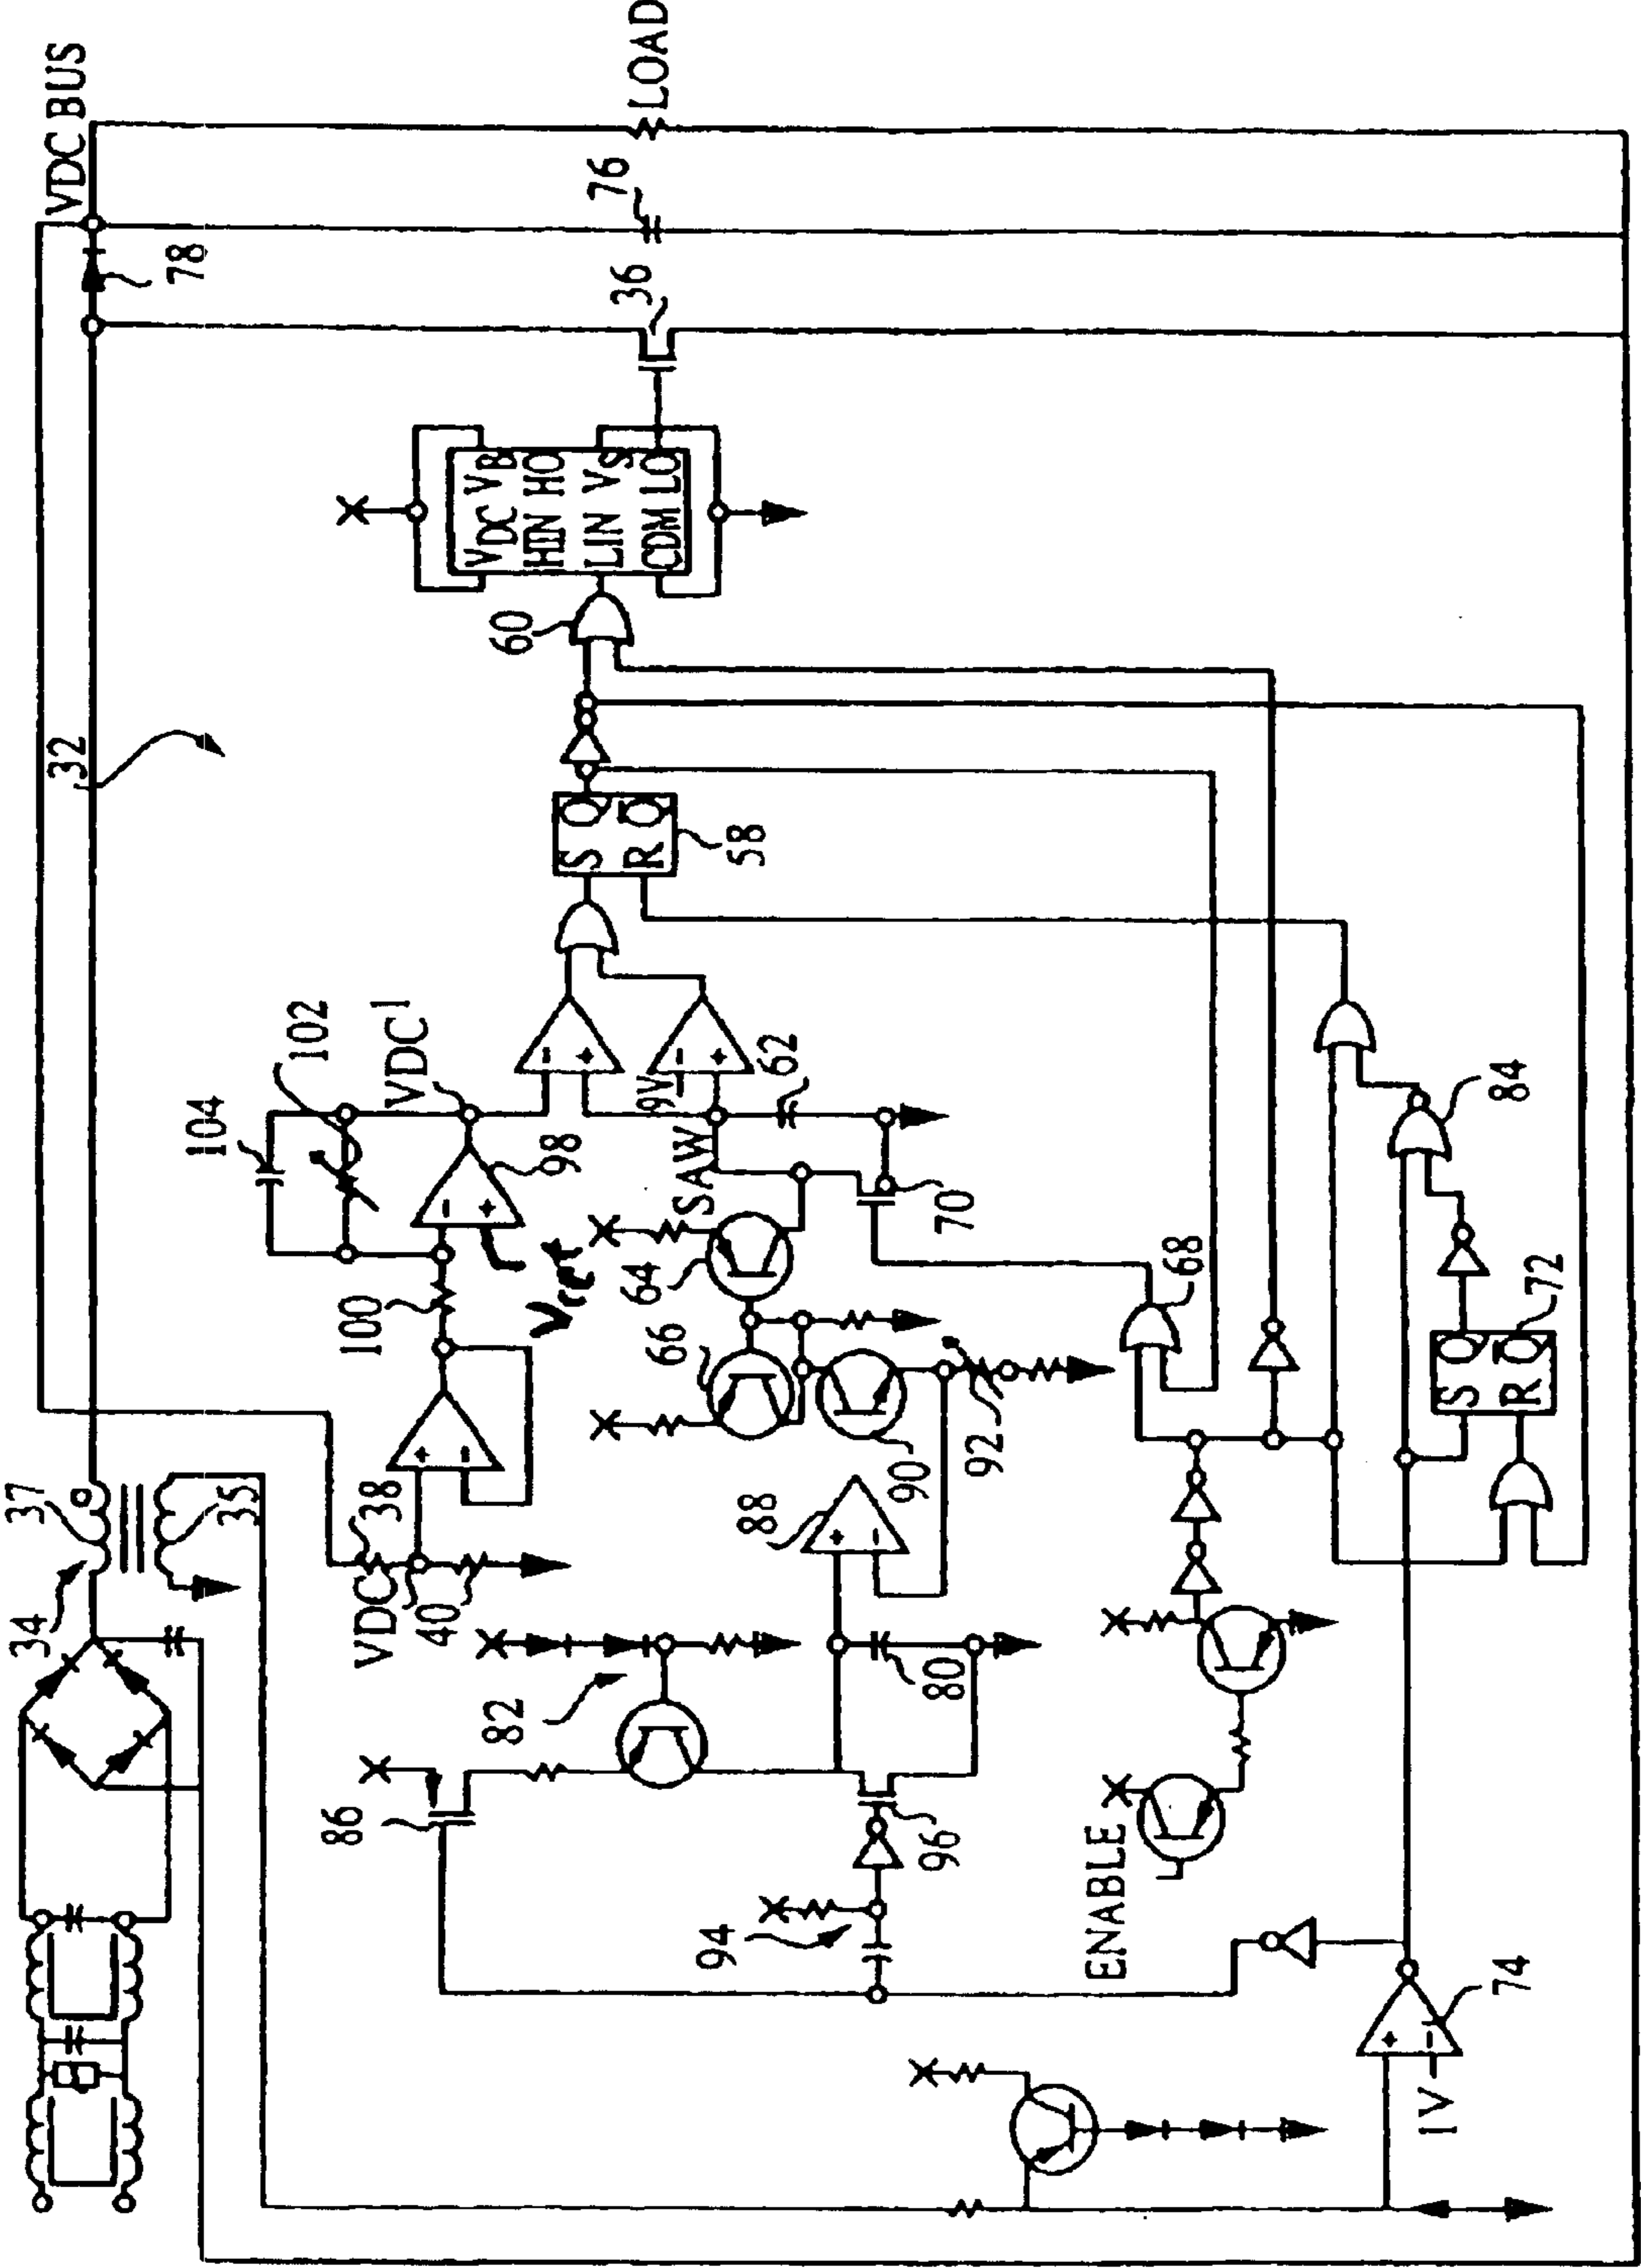 VDC BUS
LOAD
78
76
36
32
VDC VB
HIN HO
LIN VS
COM LO
60
S Q
R Q
58
102
104
VDC'
98
9V
62
SAW
70
100
Vref
64
66
68
84
S Q
R Q
72
37
35
34
38
VDC
40
88
90
92
82
80
86
96
94
ENABLE
74
1V